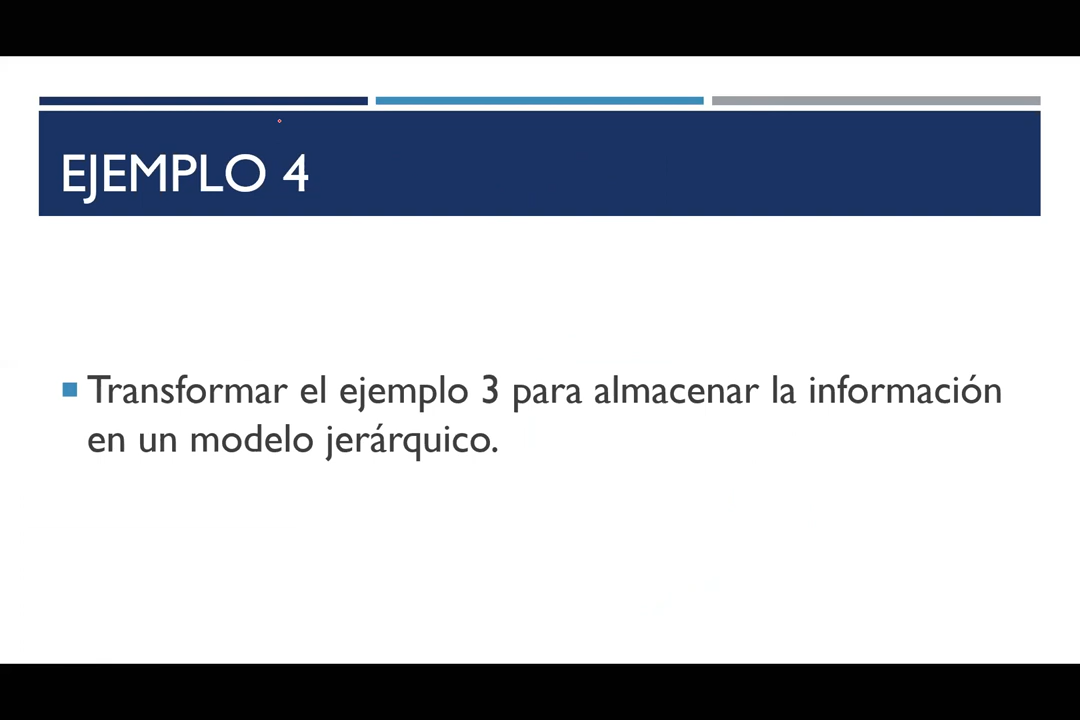 EJEMPLO 4
Transformar el ejemplo 3 para almacenar la información
en un modelo jerárquico.